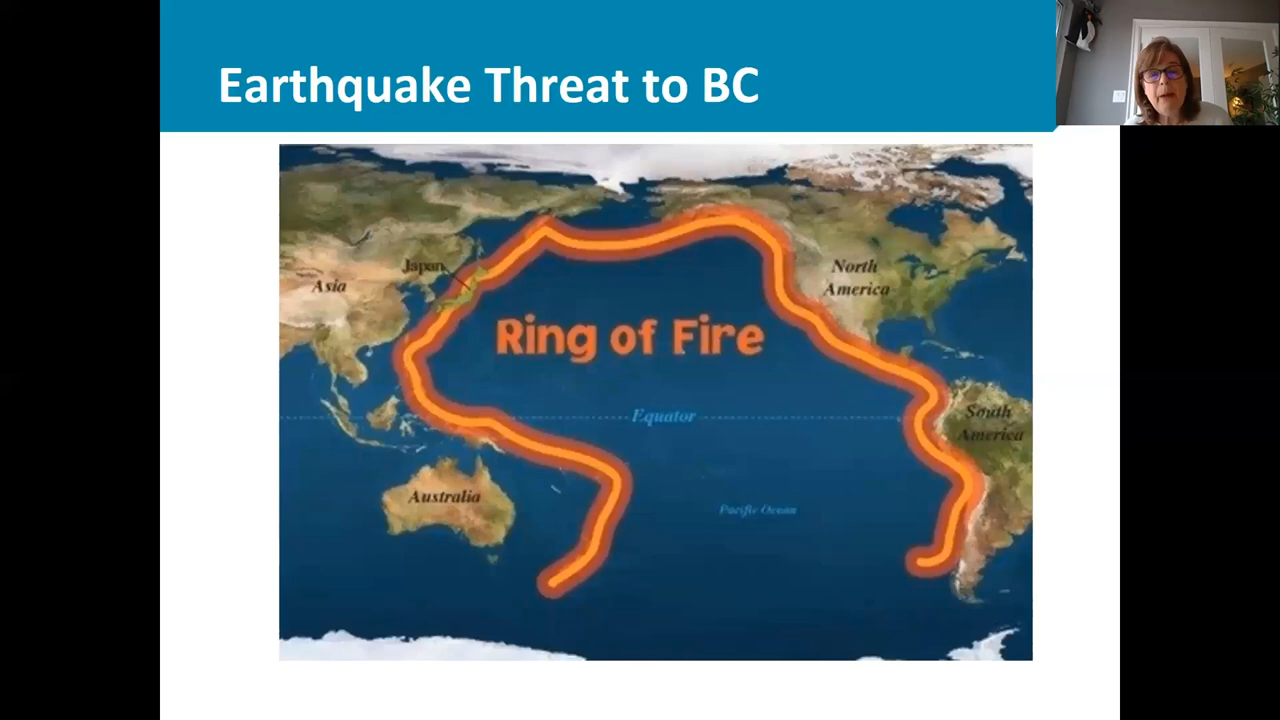 Earthquake Threat to BC
Japan
Asia
North
America
Ring of Fire
Equator
South
America
Australia
Pacific Ocean